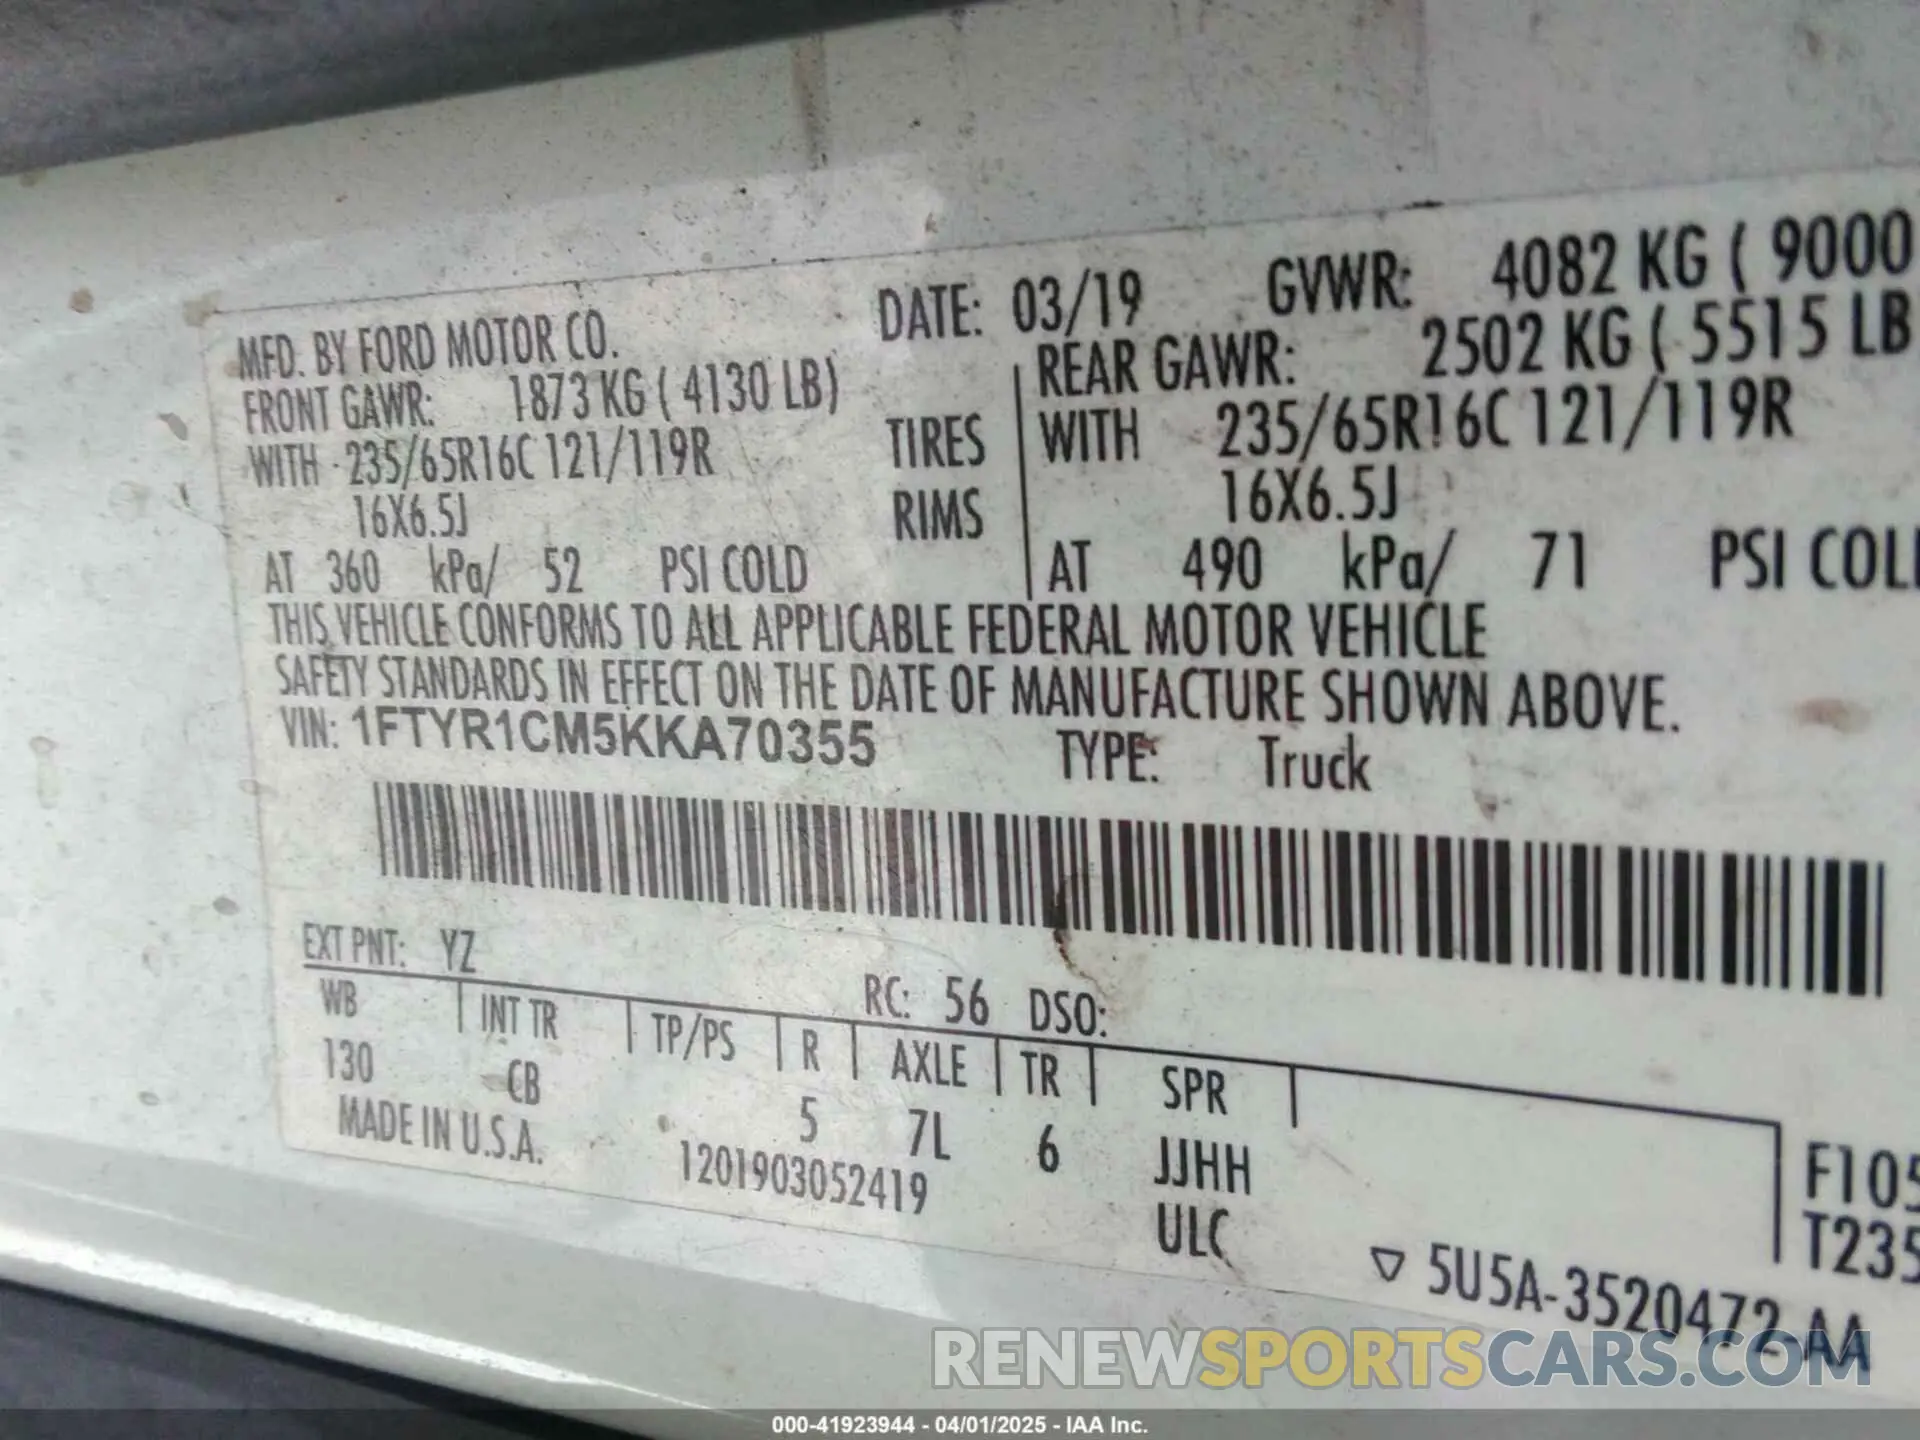 MFD. BY FORD MOTOR CO. DATE: 03/19 GVWR: 4082 KG ( 9000
FRONT GAWR: 1873 KG ( 4130 LB) REAR GAWR: 2502 KG ( 5515 LB
WITH 235/65R16C 121/119R TIRES WITH 235/65R16C 121/119R
16X6.5J RIMS 16X6.5J
AT 360 kPa/ 52 PSI COLD AT 490 kPa/ 71 PSI COL
THIS VEHICLE CONFORMS TO ALL APPLICABLE FEDERAL MOTOR VEHICLE
SAFETY STANDARDS IN EFFECT ON THE DATE OF MANUFACTURE SHOWN ABOVE.
VIN: 1FTYR1CM5KKA70355 TYPE: Truck
EXT PNT: YZ RC: 56 DSO:
WB INT TR TP/PS R AXLE TR SPR
130 CB 5 7L 6 JJHH F105
MADE IN U.S.A. 1201903052419 ULC T235
5U5A-3520472-AA
RENEWSPORTSCARS.COM
000-41923944 - 04/01/2025 - IAA Inc.